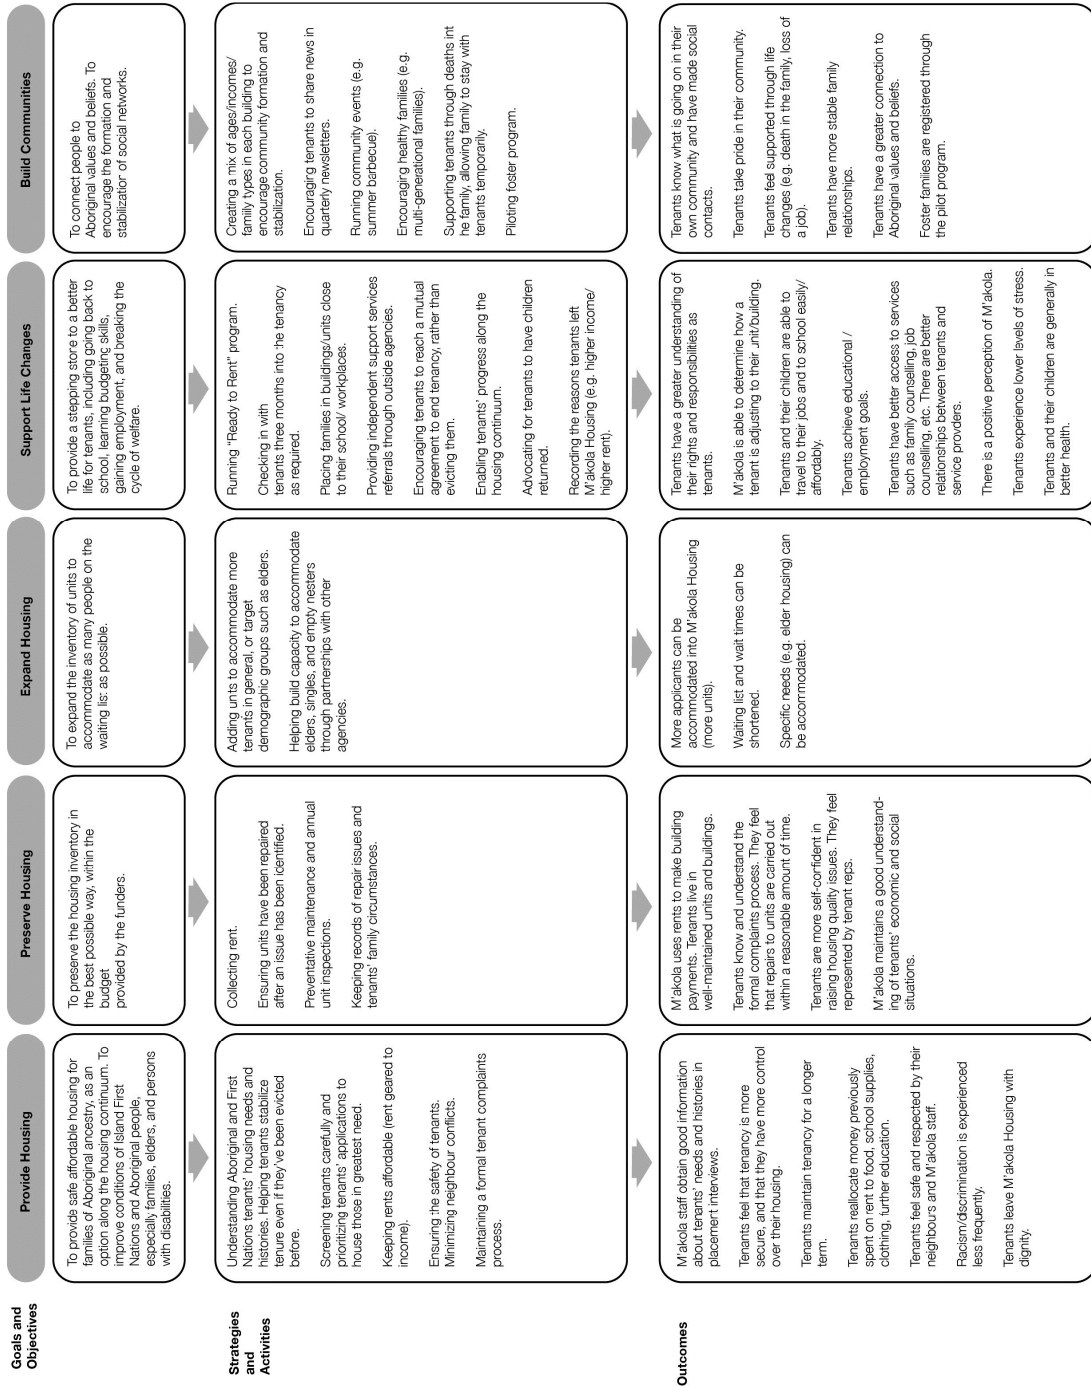 Goals and
Objectives
Provide Housing
To provide safe affordable housing for
families of Aboriginal ancestry, as an
option along the housing continuum. To
improve conditions of Island First
Nations and Aboriginal people,
especially families, elders, and persons
with disabilities.
Preserve Housing
To preserve the housing inventory in
the best possible way, within the
budget
provided by the funders.
Expand Housing
To expand the inventory of units to
accommodate as many people on the
waiting list as possible.
Support Life Changes
To provide a stepping store to a better
life for tenants, including going back to
school, learning budgeting skills,
gaining employment, and breaking the
cycle of welfare.
Build Communities
To connect people to
Aboriginal values and beliefs. To
encourage the formation and
stabilization of social networks.
Strategies
and
Activities
Understanding Aboriginal and First
Nations tenants' housing needs and
histories. Helping tenants stabilize
tenure even if they've been evicted
before.
Screening tenants carefully and
prioritizing tenants' applications to
house those in greatest need.
Keeping rents affordable (rent geared to
income).
Ensuring the safety of tenants.
Minimizing neighbour conflicts.
Maintaining a formal tenant complaints
process.
Collecting rent.
Ensuring units have been repaired
after an issue has been identified.
Preventative maintenance and annual
unit inspections.
Keeping records of repair issues and
tenants' family circumstances.
Adding units to accommodate more
tenants in general, or target
demographic groups such as elders.
Helping build capacity to accommodate
elders, singles, and empty nesters
through partnerships with other
agencies.
Running "Ready to Rent" program.
Checking in with
tenants three months into the tenancy
as required.
Placing families in buildings/units close
to their school/ workplaces.
Providing independent support services
referrals through outside agencies.
Encouraging tenants to reach a mutual
agreement to end tenancy, rather than
evicting them.
Enabling tenants' progress along the
housing continuum.
Advocating for tenants to have children
returned.
Recording the reasons tenants left
M'akola Housing (e.g. higher income/
higher rent).
Creating a mix of ages/incomes/
family types in each building to
encourage community formation and
stabilization.
Encouraging tenants to share news in
quarterly newsletters.
Running community events (e.g.
summer barbecue).
Encouraging healthy families (e.g.
multi-generational families).
Supporting tenants through deaths int
he family, allowing family to stay with
tenants temporarily.
Piloting foster program.
Outcomes
M'akola staff obtain good information
about tenants' needs and histories in
placement interviews.
Tenants feel that tenancy is more
secure, and that they have more control
over their housing.
Tenants maintain tenancy for a longer
term.
Tenants reallocate money previously
spent on rent to food, school supplies,
clothing, further education.
Tenants feel safe and respected by their
neighbours and M'akola staff.
Racism/discrimination is experienced
less frequently.
Tenants leave M'akola Housing with
dignity.
M'akola uses rents to make building
payments. Tenants live in
well-maintained units and buildings.
Tenants know and understand the
formal complaints process. They feel
that repairs to units are carried out
within a reasonable amount of time.
Tenants are more self-confident in
raising housing quality issues. They feel
represented by tenant reps.
M'akola maintains a good understand-
ing of tenants' economic and social
situations.
More applicants can be
accommodated into M'akola Housing
(more units).
Waiting list and wait times can be
shortened.
Specific needs (e.g. elder housing) can
be accommodated.
Tenants have a greater understanding of
their rights and responsibilities as
tenants.
M'akola is able to determine how a
tenant is adjusting to their unit/building.
Tenants and their children are able to
travel to their jobs and to school easily/
affordably.
Tenants achieve educational /
employment goals.
Tenants have better access to services
such as family counselling, job
counselling, etc. There are better
relationships between tenants and
service provders.
There is a positive perception of M'akola.
Tenants experience lower levels of stress.
Tenants and their children are generally in
better health.
Tenants know what is going on in their
own community and have made social
contacts.
Tenants take pride in their community.
Tenants feel supported through life
changes (e.g. death in the family, loss of
a job).
Tenants have more stable family
relationships.
Tenants have a greater connection to
Aboriginal values and beliefs.
Foster families are registered through
the pilot program.